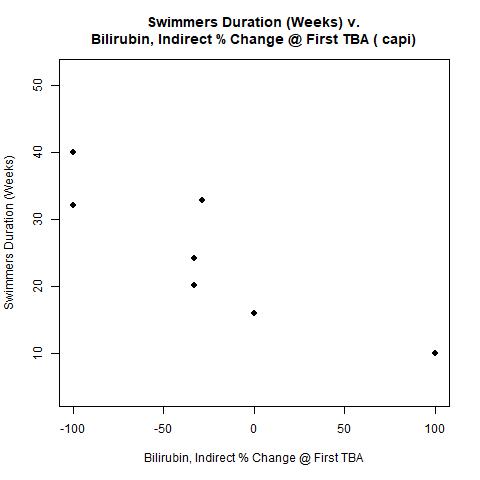 Swimmers Duration (Weeks) v.
Bilirubin, Indirect % Change @ First TBA ( capi)
Swimmers Duration (Weeks)
50
40
30
20
10
-100
-50
0
50
100
Bilirubin, Indirect % Change @ First TBA